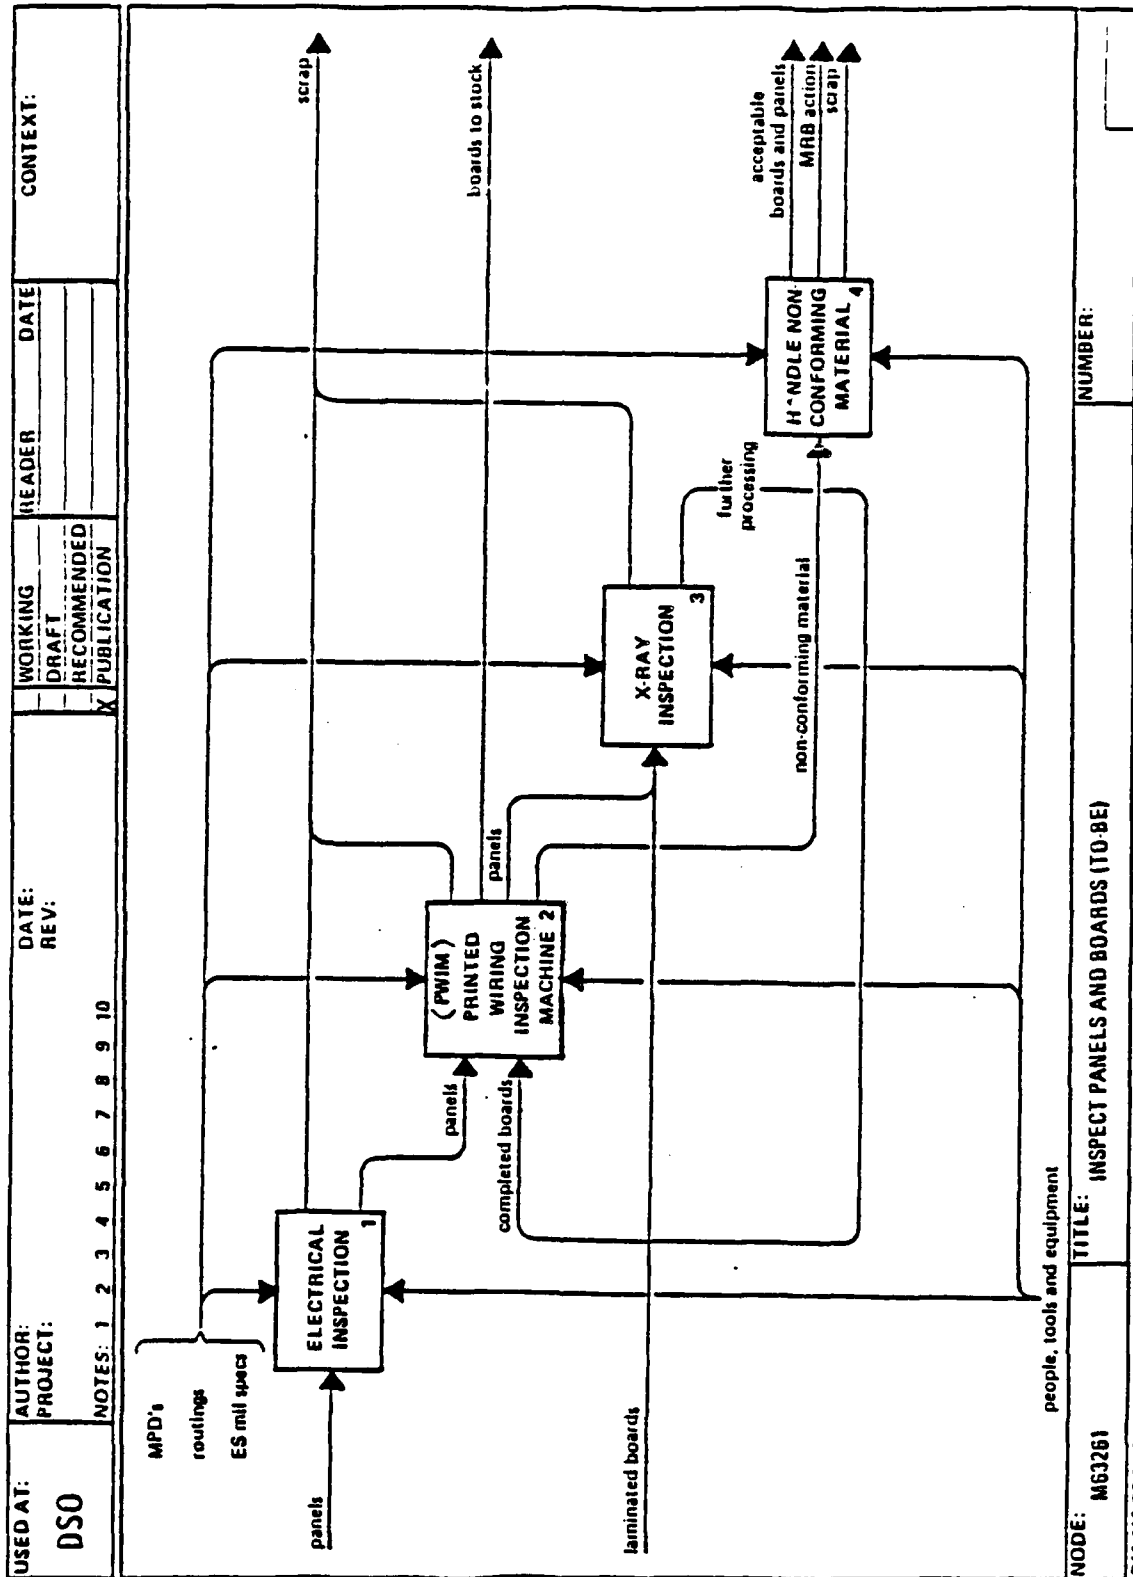 USED AT:
DSO
AUTHOR:
PROJECT:
NOTES: 1 2 3 4 5 6 7 8 9 10
DATE:
REV:
WORKING
DRAFT
RECOMMENDED
X PUBLICATION
READER DATE
CONTEXT:
MPD's
routings
ES mil specs
panels
ELECTRICAL
INSPECTION
1
scrap
panels
completed boards
(PWIM)
PRINTED
WIRING
INSPECTION
MACHINE 2
boards to stock
panels
laminated boards
X-RAY
INSPECTION
3
further
processing
non-conforming material
H^NDLE NON-
CONFORMING
MATERIAL 4
acceptable
boards and panels
MRB action
scrap
people, tools and equipment
NODE:
M63261
TITLE:
INSPECT PANELS AND BOARDS (TO-BE)
NUMBER: